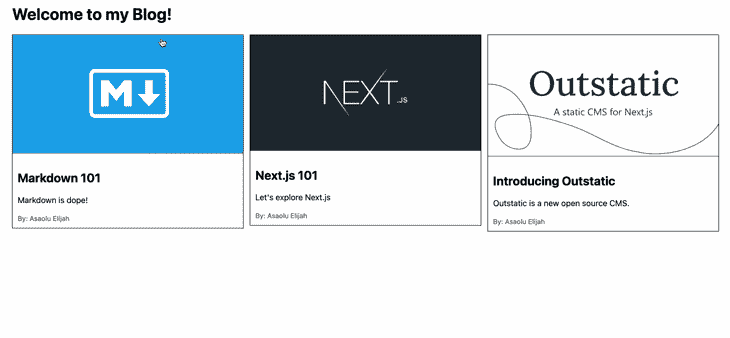 Welcome to my Blog!
M
NEXT.JS
Outstatic
A static CMS for Next.js
Markdown 101
Markdown is dope!
By: Asaolu Elijah
Next.js 101
Let's explore Next.js
By: Asaolu Elijah
Introducing Outstatic
Outstatic is a new open source CMS.
By: Asaolu Elijah